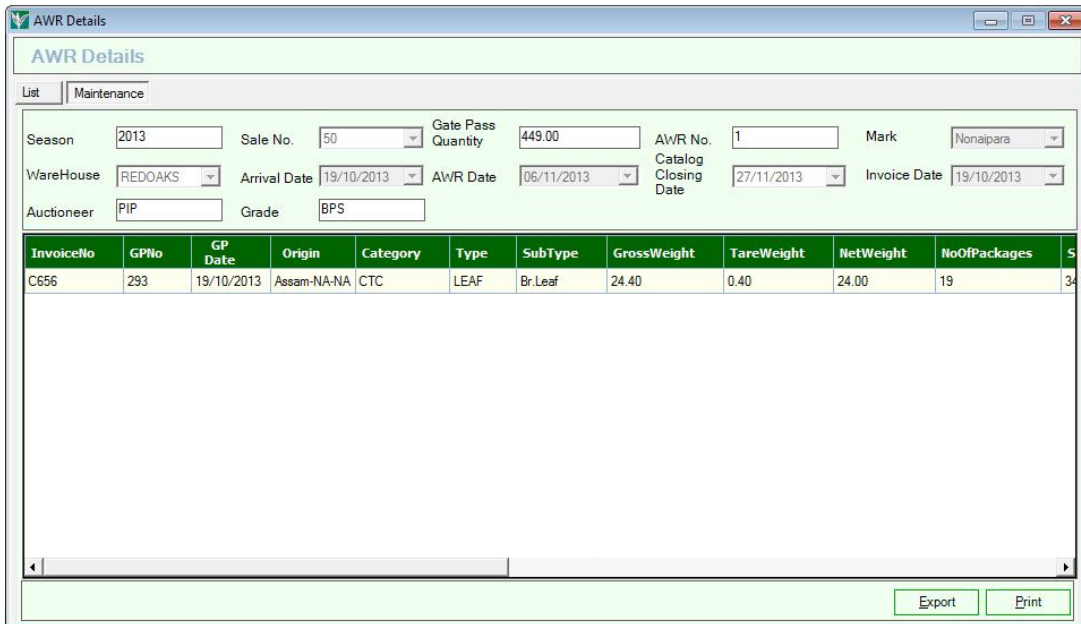 AWR Details
AWR Details
List Maintenance
Season 2013 Sale No. 50 Gate Pass Quantity 449.00 AWR No. 1 Mark Nonaipara
WareHouse REDOAKS Arrival Date 19/10/2013 AWR Date 06/11/2013 Catalog Closing Date 27/11/2013 Invoice Date 19/10/2013
Auctioneer PIP Grade BPS
InvoiceNo GPNo GP Date Origin Category Type SubType GrossWeight TareWeight NetWeight NoOfPackages S
C656 293 19/10/2013 Assam-NA-NA CTC LEAF Br.Leaf 24.40 0.40 24.00 19 34
Export Print